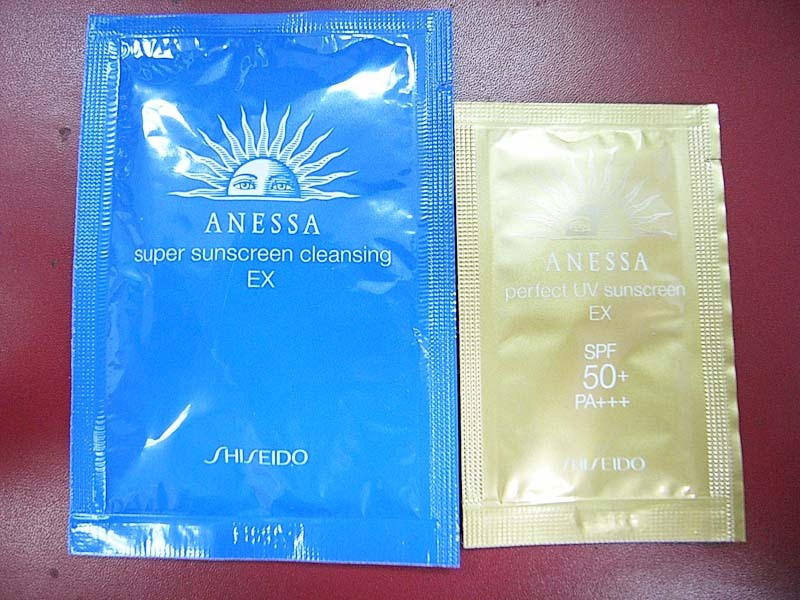 ANESSA
super sunscreen cleansing
EX
SHISEIDO
ANESSA
perfect UV sunscreen
EX
SPF
50+
PA+++
SHISEIDO